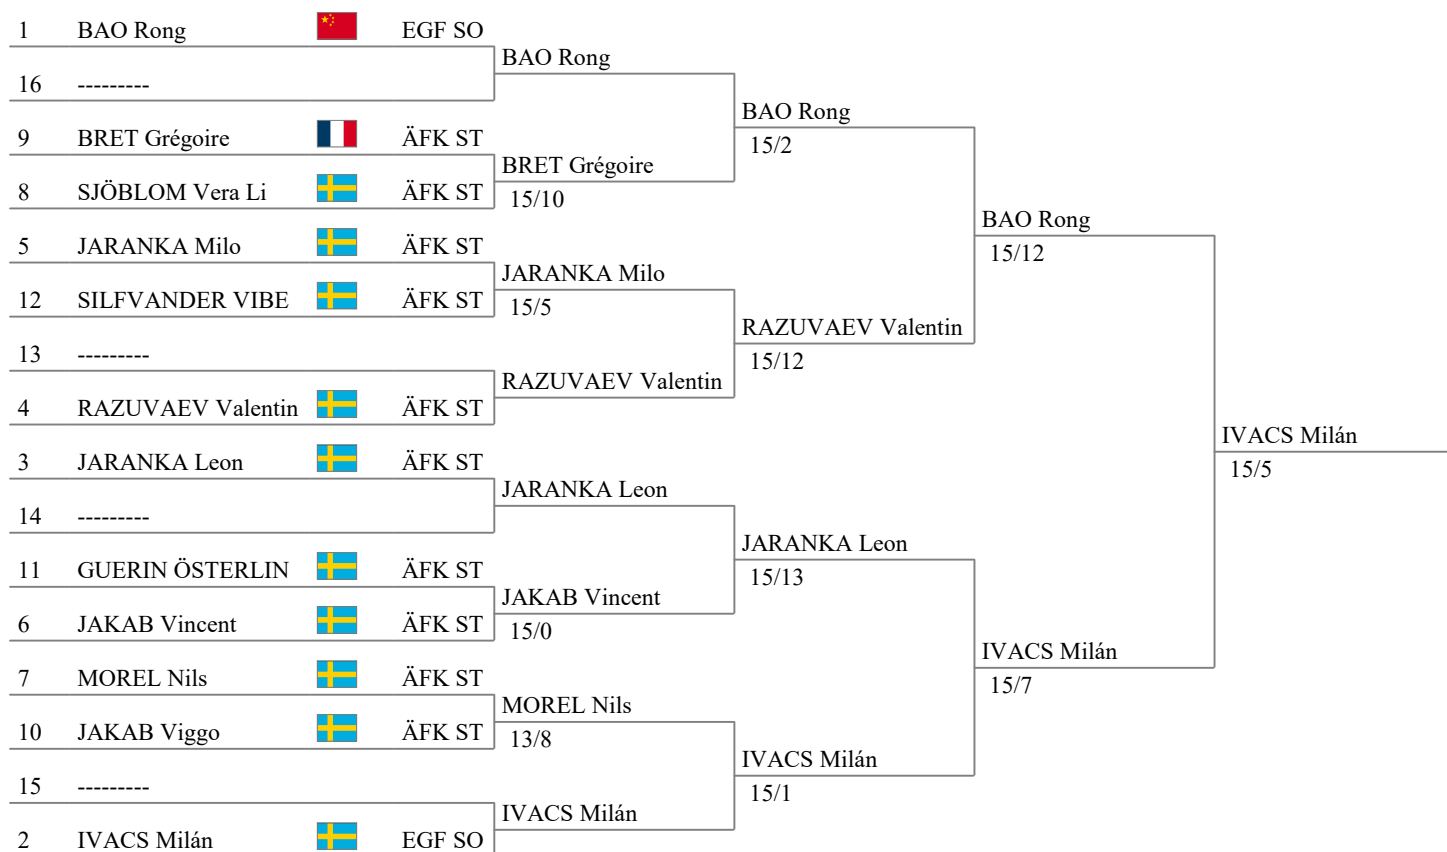 1 BAO Rong EGF SO
16 ---------
9 BRET Grégoire ÄFK ST
8 SJÖBLOM Vera Li ÄFK ST
5 JARANKA Milo ÄFK ST
12 SILFVANDER VIBE ÄFK ST
13 ---------
4 RAZUVAEV Valentin ÄFK ST
3 JARANKA Leon ÄFK ST
14 ---------
11 GUERIN ÖSTERLIN ÄFK ST
6 JAKAB Vincent ÄFK ST
7 MOREL Nils ÄFK ST
10 JAKAB Viggo ÄFK ST
15 ---------
2 IVACS Milán EGF SO
BAO Rong
BRET Grégoire
15/10
JARANKA Milo
15/5
RAZUVAEV Valentin
JARANKA Leon
JAKAB Vincent
15/0
MOREL Nils
13/8
IVACS Milán
BAO Rong
15/2
RAZUVAEV Valentin
15/12
JARANKA Leon
15/13
IVACS Milán
15/1
BAO Rong
15/12
IVACS Milán
15/7
IVACS Milán
15/5